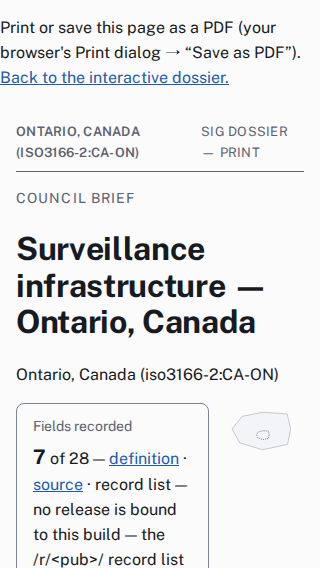 Print or save this page as a PDF (your
browser's Print dialog → “Save as PDF”).
Back to the interactive dossier.
ONTARIO, CANADA
(ISO3166-2:CA-ON)
SIG DOSSIER
— PRINT
COUNCIL BRIEF
Surveillance
infrastructure —
Ontario, Canada
Ontario, Canada (iso3166-2:CA-ON)
Fields recorded
7 of 28 — definition ·
source · record list —
no release is bound
to this build — the
/r/<pub>/ record list